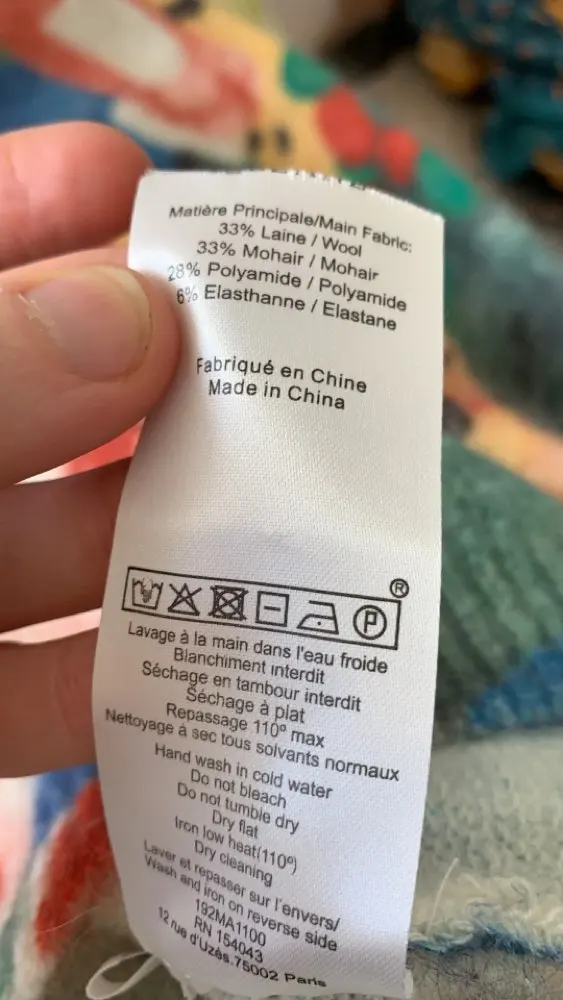 Matière Principale/Main Fabric:
33% Laine / Wool
33% Mohair / Mohair
28% Polyamide / Polyamide
6% Elasthanne / Elastane
Fabriqué en Chine
Made in China
®
P
Lavage à la main dans l'eau froide
Blanchiment interdit
Séchage en tambour interdit
Séchage à plat
Repassage 110° max
Nettoyage à sec tous solvants normaux
Hand wash in cold water
Do not bleach
Do not tumble dry
Dry flat
Iron low heat(110º)
Dry cleaning
Laver et repasser sur l'envers/
Wash and iron on reverse side
192MA1100
RN 154043
12 rue d'Uzès.75002 Paris